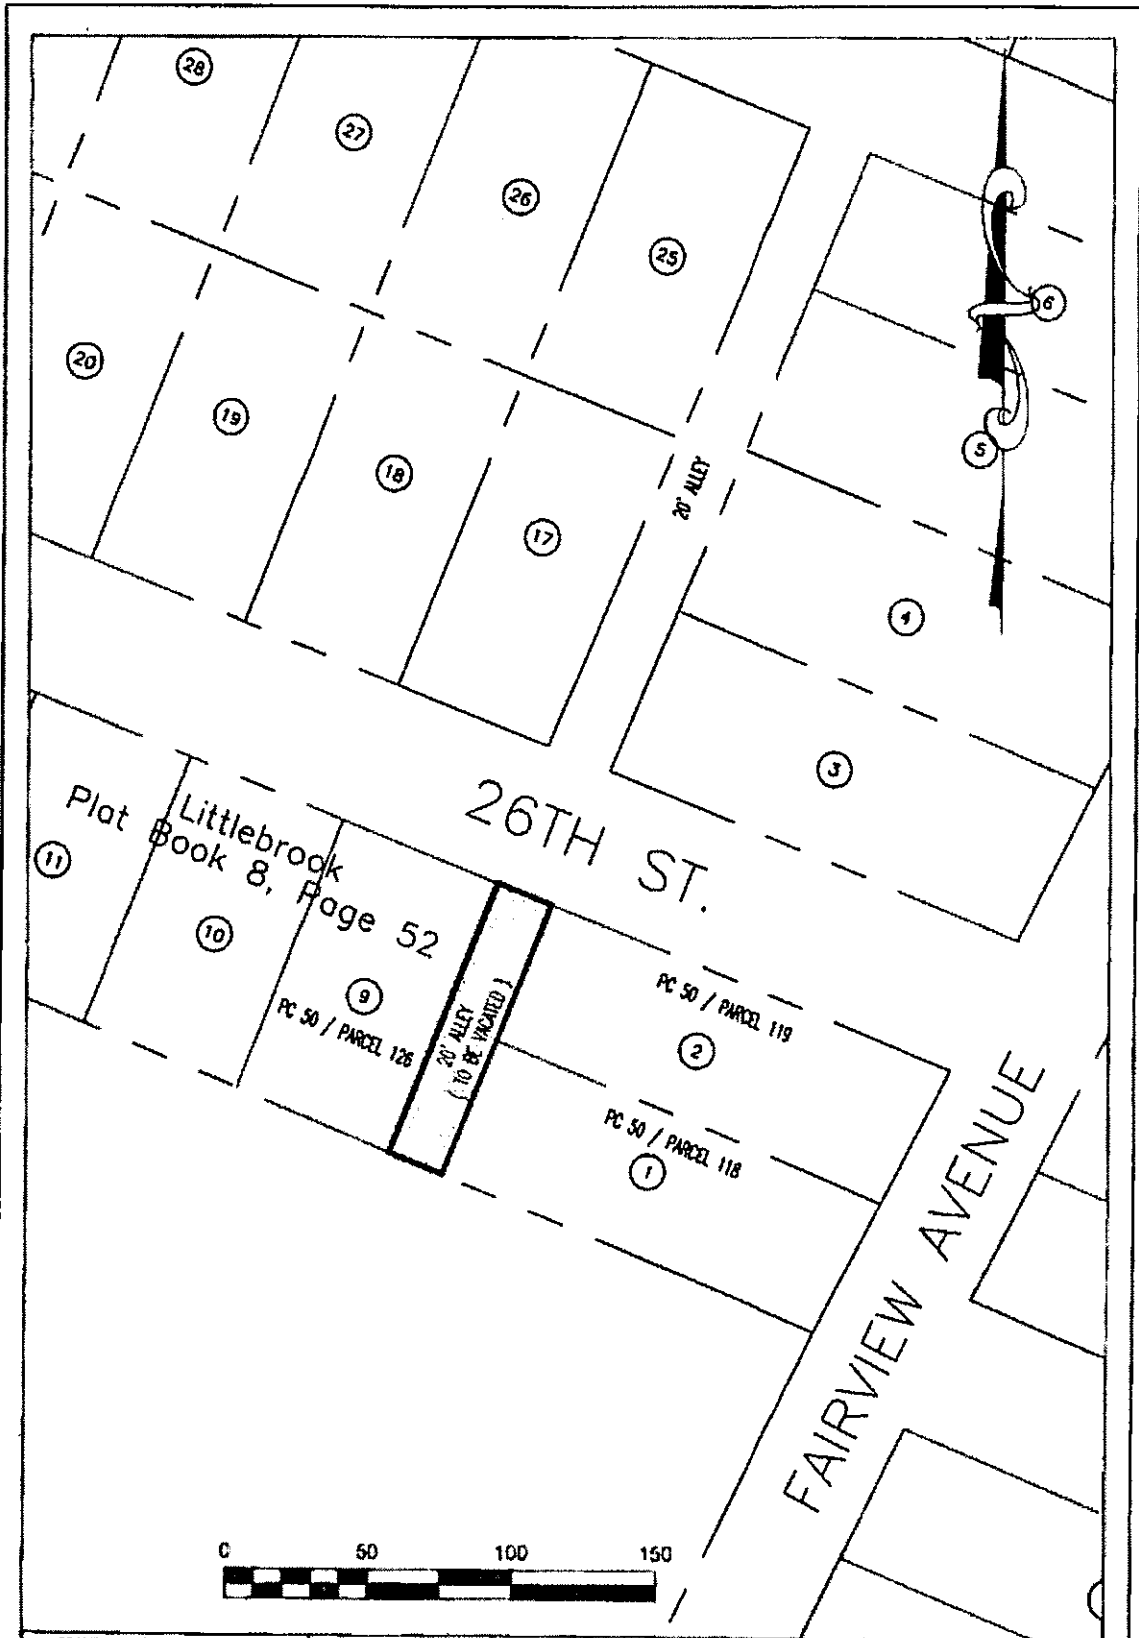 28
27
26
25
6
20
19
18
17
5
20' ALLEY
4
3
26TH ST.
Littlebrook
Plat Book 8, Page 52
11
10
9
PC 50 / PARCEL 126
20' ALLEY
( TO BE VACATED )
PC 50 / PARCEL 119
2
PC 50 / PARCEL 118
1
FAIRVIEW AVENUE
0 50 100 150